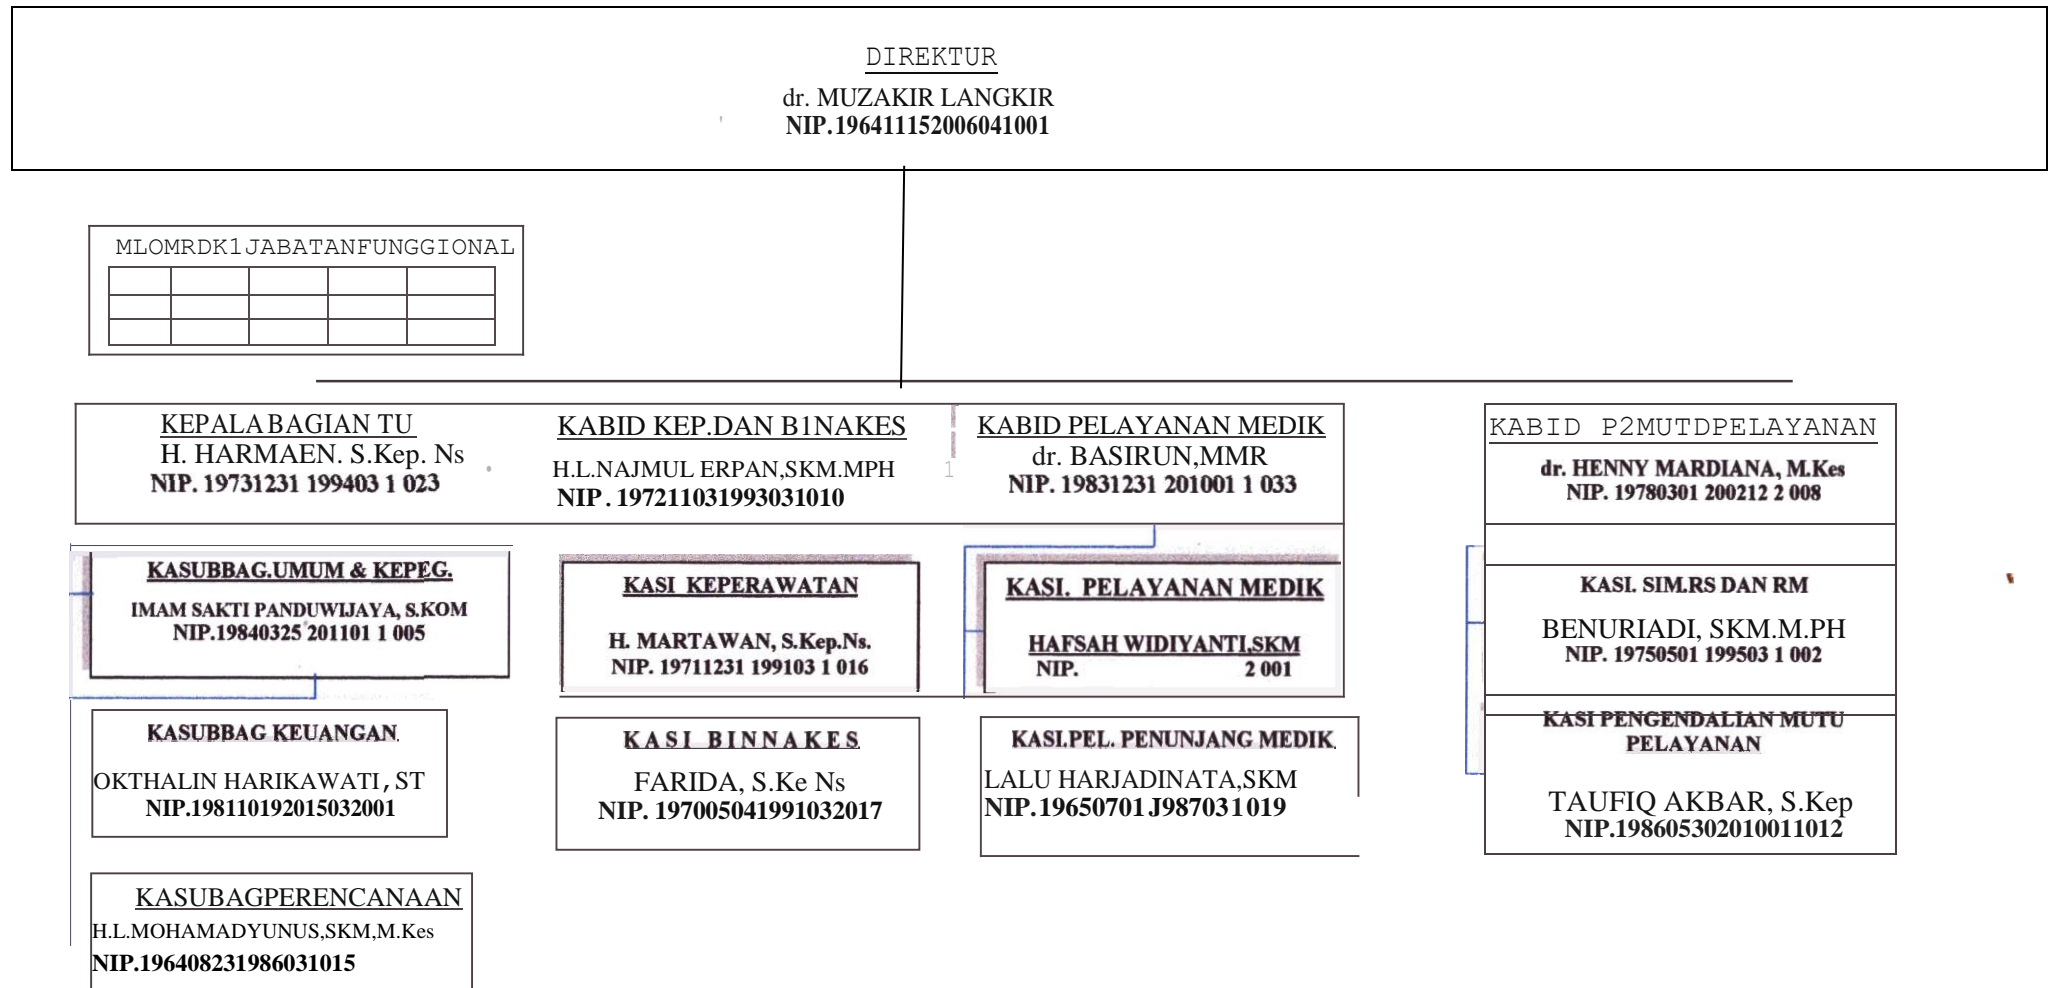 DIREKTUR
dr. MUZAKIR LANGKIR
NIP.196411152006041001
MLOMRDK1JABATANFUNGGIONAL
KEPALA BAGIAN TU
H. HARMAEN. S.Kep. Ns
NIP. 19731231 199403 1 023
KABID KEP.DAN B1NAKES
H.L.NAJMUL ERPAN,SKM.MPH
NIP. 197211031993031010
1
KABID PELAYANAN MEDIK
dr. BASIRUN,MMR
NIP. 19831231 201001 1 033
KABID P2MUTDPELAYANAN
dr. HENNY MARDIANA, M.Kes
NIP. 19780301 200212 2 008
KASUBBAG.UMUM & KEPEG.
IMAM SAKTI PANDUWIJAYA, S.KOM
NIP.19840325 201101 1 005
KASI KEPERAWATAN
H. MARTAWAN, S.Kep.Ns.
NIP. 19711231 199103 1 016
KASI. PELAYANAN MEDIK
HAFSAH WIDIYANTI,SKM
NIP. 2 001
KASI. SIM.RS DAN RM
BENURIADI, SKM.M.PH
NIP. 19750501 199503 1 002
KASUBBAG KEUANGAN
OKTHALIN HARIKAWATI, ST
NIP.198110192015032001
KASI BINNAKES
FARIDA, S.Ke Ns
NIP. 197005041991032017
KASI.PEL. PENUNJANG MEDIK
LALU HARJADINATA,SKM
NIP.19650701J987031019
KASI PENGENDALIAN MUTU
PELAYANAN
TAUFIQ AKBAR, S.Kep
NIP.198605302010011012
KASUBAGPERENCANAAN
H.L.MOHAMADYUNUS,SKM,M.Kes
NIP.196408231986031015